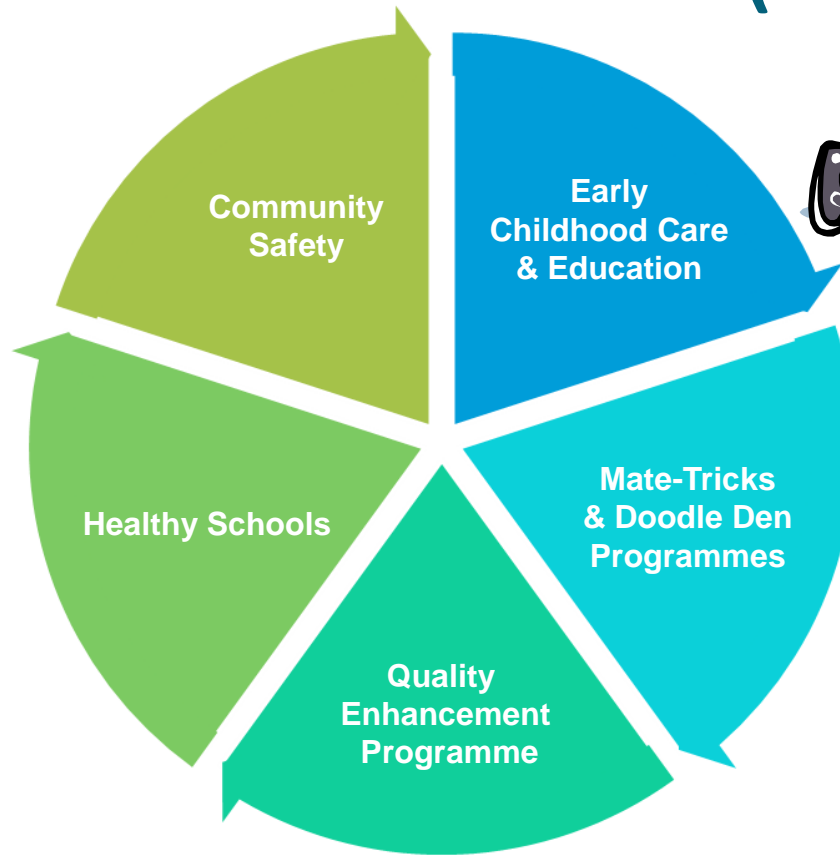 Community
Safety
Early
Childhood Care
& Education
Mate-Tricks
& Doodle Den
Programmes
Quality
Enhancement
Programme
Healthy Schools